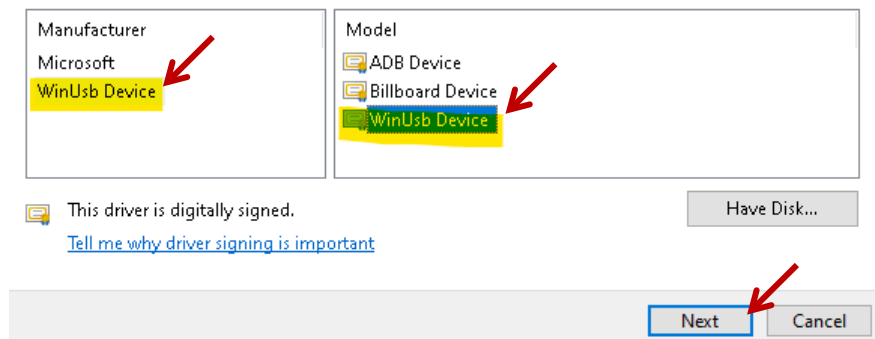 Manufacturer
Microsoft
WinUsb Device
Model
ADB Device
Billboard Device
WinUsb Device
This driver is digitally signed.
Tell me why driver signing is important
Have Disk...
Next
Cancel